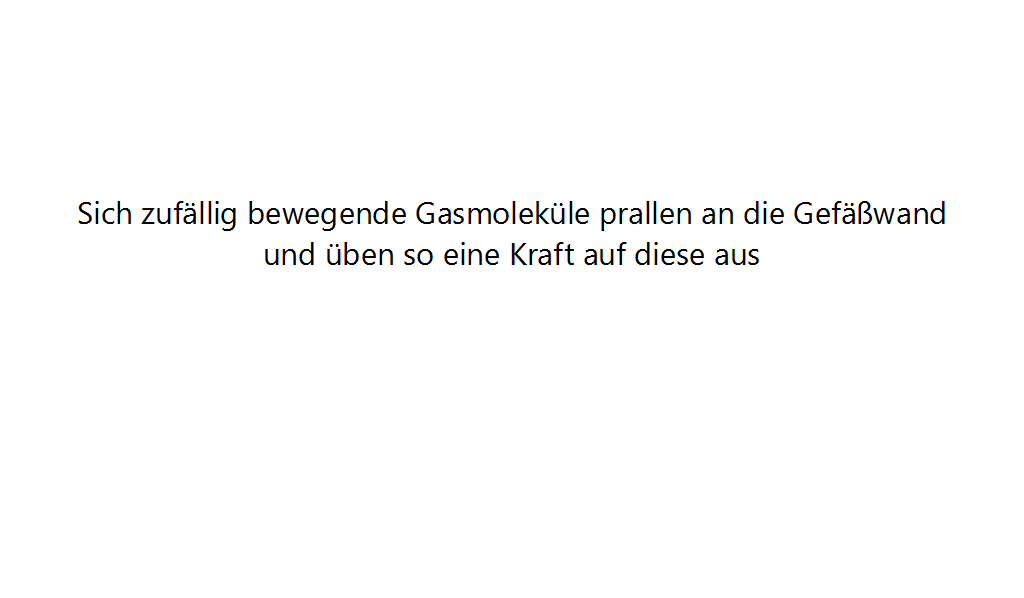 Sich zufällig bewegende Gasmoleküle prallen an die Gefäßwand
und üben so eine Kraft auf diese aus